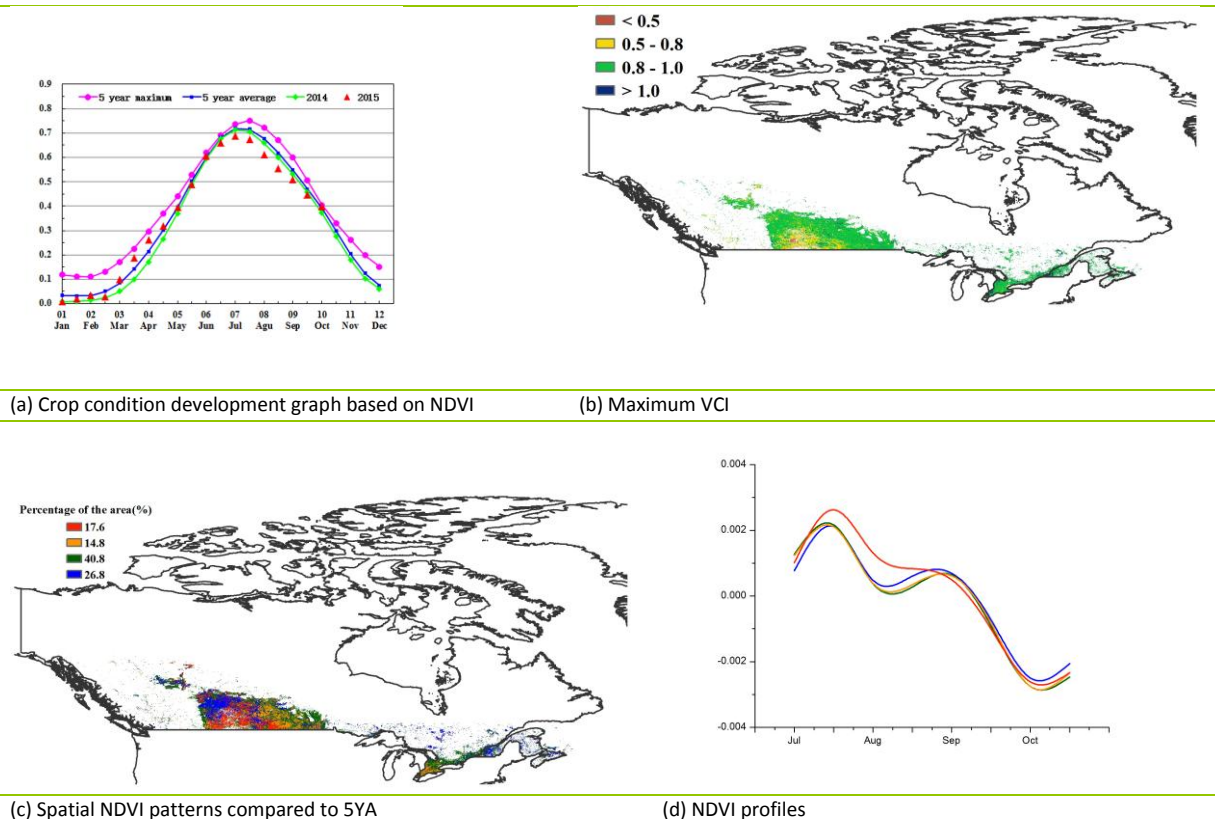 < 0.5
0.5 - 0.8
0.8 - 1.0
> 1.0
0.9
0.8
0.7
0.6
0.5
0.4
0.3
0.2
0.1
0.0
5 year maximum 5 year average 2014 2015
01 02 03 04 05 06 07 08 09 10 11 12
Jan Feb Mar Apr May Jun Jul Agu Sep Oct Nov Dec
(a) Crop condition development graph based on NDVI
(b) Maximum VCI
Percentage of the area(%)
17.6
14.8
40.8
26.8
0.004
0.002
0.000
-0.002
-0.004
Jul Aug Sep Oct
(c) Spatial NDVI patterns compared to 5YA
(d) NDVI profiles